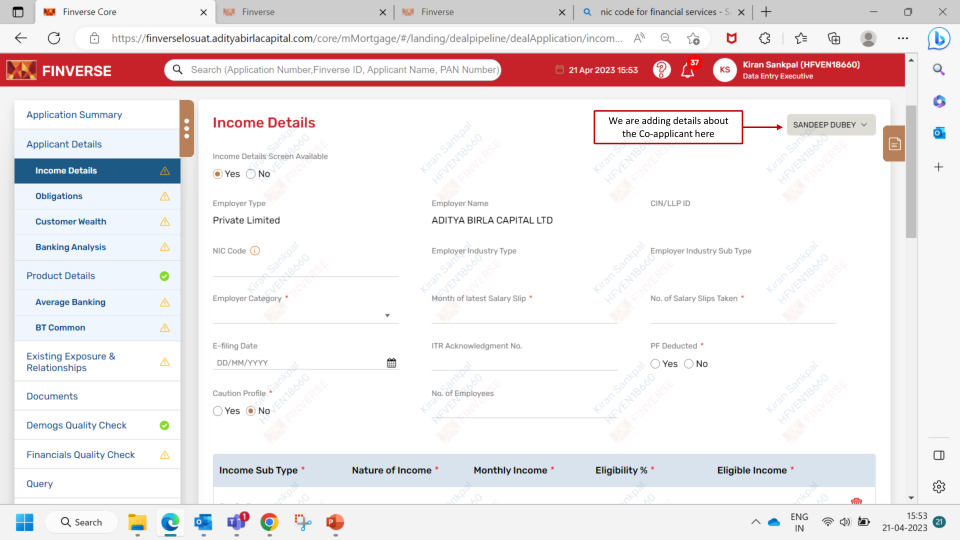 Finverse Core
Finverse
Finverse
nic code for financial services - S
https://finverselosuat.adityabirlacapital.com/core/mMortgage/#/landing/dealpipeline/dealApplication/incom...
FINVERSE
Search (Application Number,Finverse ID, Applicant Name, PAN Number)
21 Apr 2023 15:53
37
KS
Kiran Sankpal (HFVEN18660)
Data Entry Executive
Application Summary
Applicant Details
Income Details
Obligations
Customer Wealth
Banking Analysis
Product Details
Average Banking
BT Common
Existing Exposure &
Relationships
Documents
Demogs Quality Check
Financials Quality Check
Query
Income Details
We are adding details about
the Co-applicant here
SANDEEP DUBEY
Income Details Screen Available
Yes No
Employer Type Employer Name CIN/LLP ID
Private Limited ADITYA BIRLA CAPITAL LTD
NIC Code Employer Industry Type Employer Industry Sub Type
Employer Category * Month of latest Salary Slip * No. of Salary Slips Taken *
E-filing Date ITR Acknowledgment No. PF Deducted *
DD/MM/YYYY Yes No
Caution Profile * No. of Employees
Yes No
Income Sub Type * Nature of Income * Monthly Income * Eligibility % * Eligible Income *
Kiran Sankpal
HFVEN18660
FINVERSE
Search
1
ENG
IN
15:53
21-04-2023
21